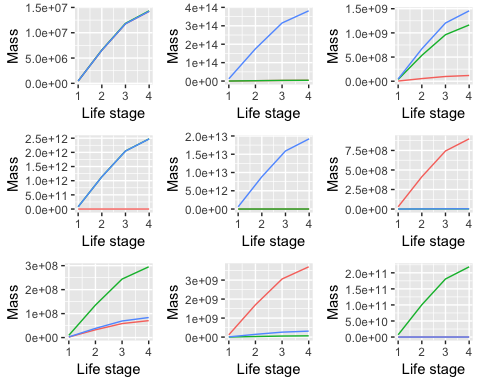 1.5e+07
1.0e+07
5.0e+06
0.0e+00
Mass
1 2 3 4
Life stage
4e+14
3e+14
2e+14
1e+14
0e+00
Mass
1 2 3 4
Life stage
1.5e+09
1.0e+09
5.0e+08
0.0e+00
Mass
1 2 3 4
Life stage
2.5e+12
2.0e+12
1.5e+12
1.0e+12
5.0e+11
0.0e+00
Mass
1 2 3 4
Life stage
2.0e+13
1.5e+13
1.0e+13
5.0e+12
0.0e+00
Mass
1 2 3 4
Life stage
7.5e+08
5.0e+08
2.5e+08
0.0e+00
Mass
1 2 3 4
Life stage
3e+08
2e+08
1e+08
0e+00
Mass
1 2 3 4
Life stage
3e+09
2e+09
1e+09
0e+00
Mass
1 2 3 4
Life stage
2.0e+11
1.5e+11
1.0e+11
5.0e+10
0.0e+00
Mass
1 2 3 4
Life stage